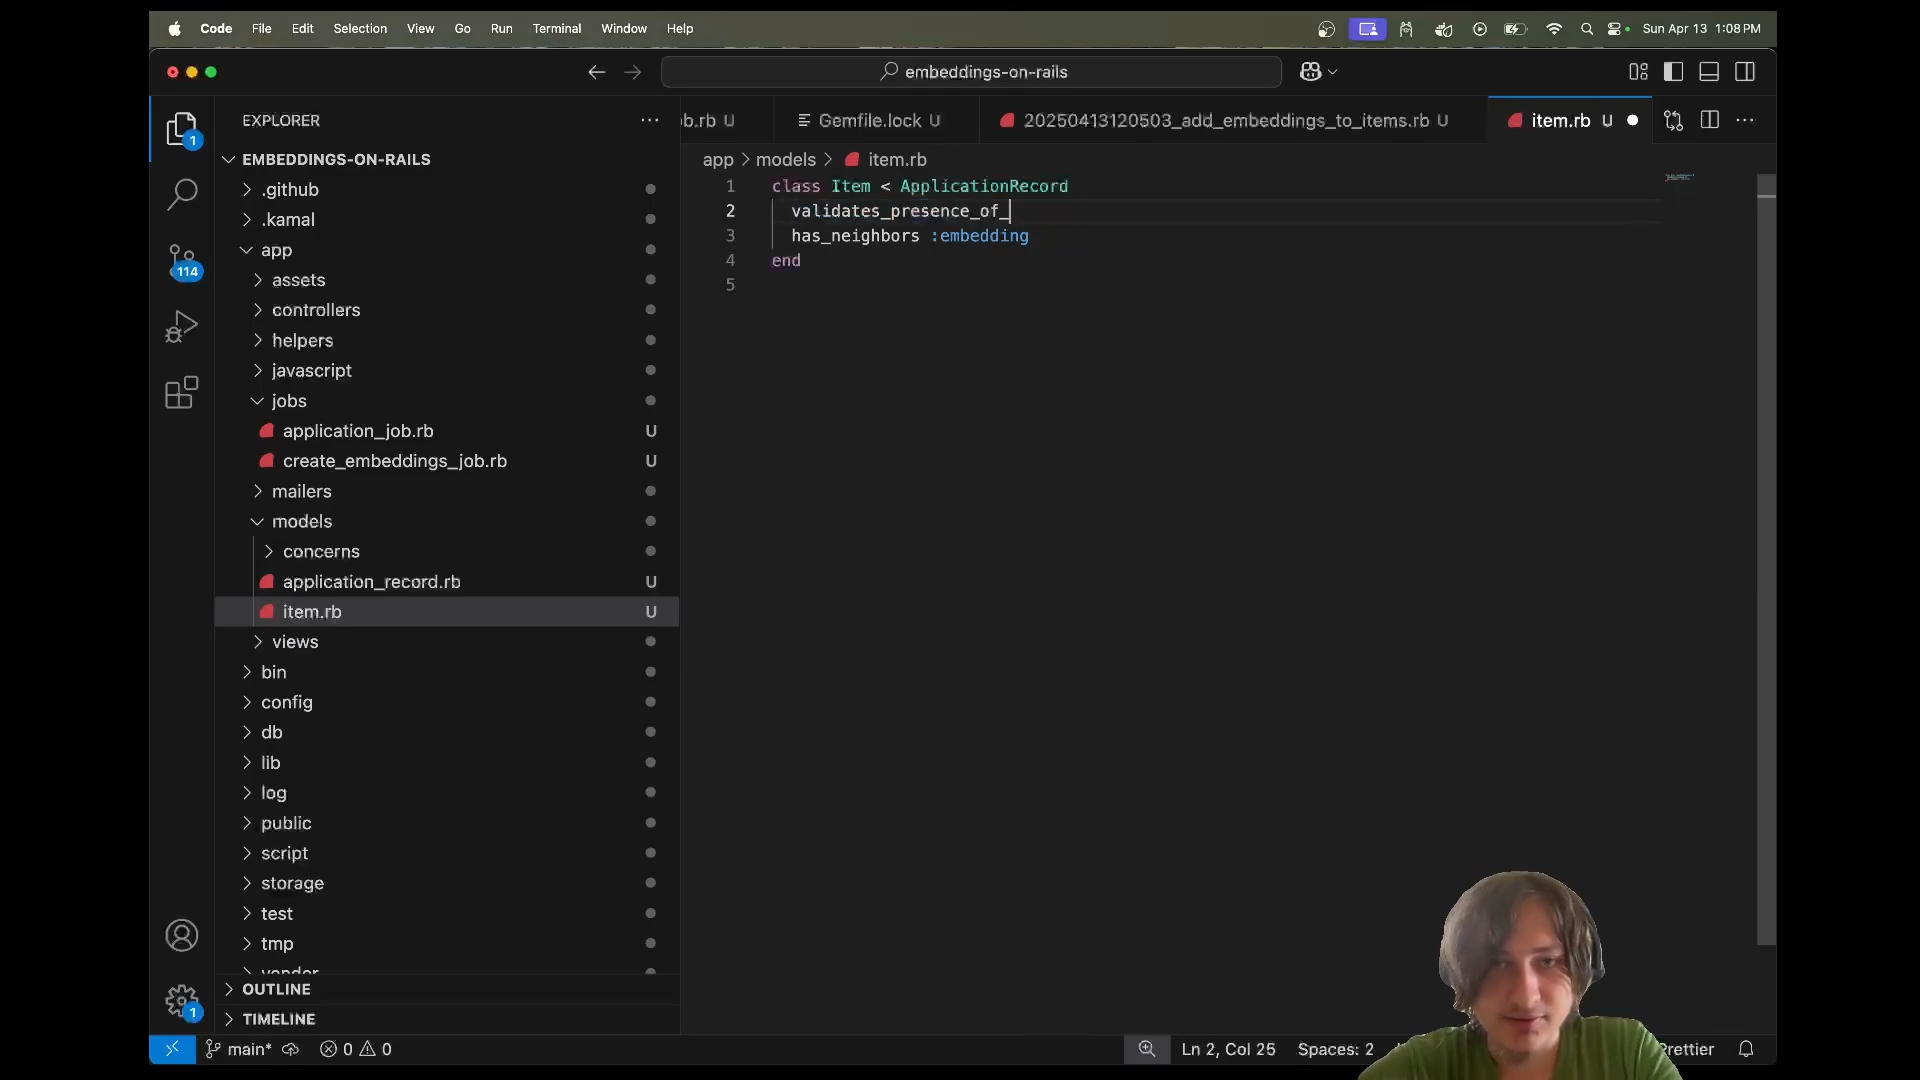 Code File Edit Selection View Go Run Terminal Window Help Sun Apr 13 1:08 PM
embeddings-on-rails
EXPLORER
b.rb U Gemfile.lock U 20250413120503_add_embeddings_to_items.rb U item.rb U
EMBEDDINGS-ON-RAILS
app > models > item.rb
.github
.kamal
app
assets
controllers
helpers
javascript
jobs
application_job.rb U
create_embeddings_job.rb U
mailers
models
concerns
application_record.rb U
item.rb U
views
bin
config
db
lib
log
public
script
storage
test
tmp
vendor
OUTLINE
TIMELINE
1
114
1
1 class Item < ApplicationRecord
2 validates_presence_of_
3 has_neighbors :embedding
4 end
5
main* 0 0 Ln 2, Col 25 Spaces: 2 Prettier